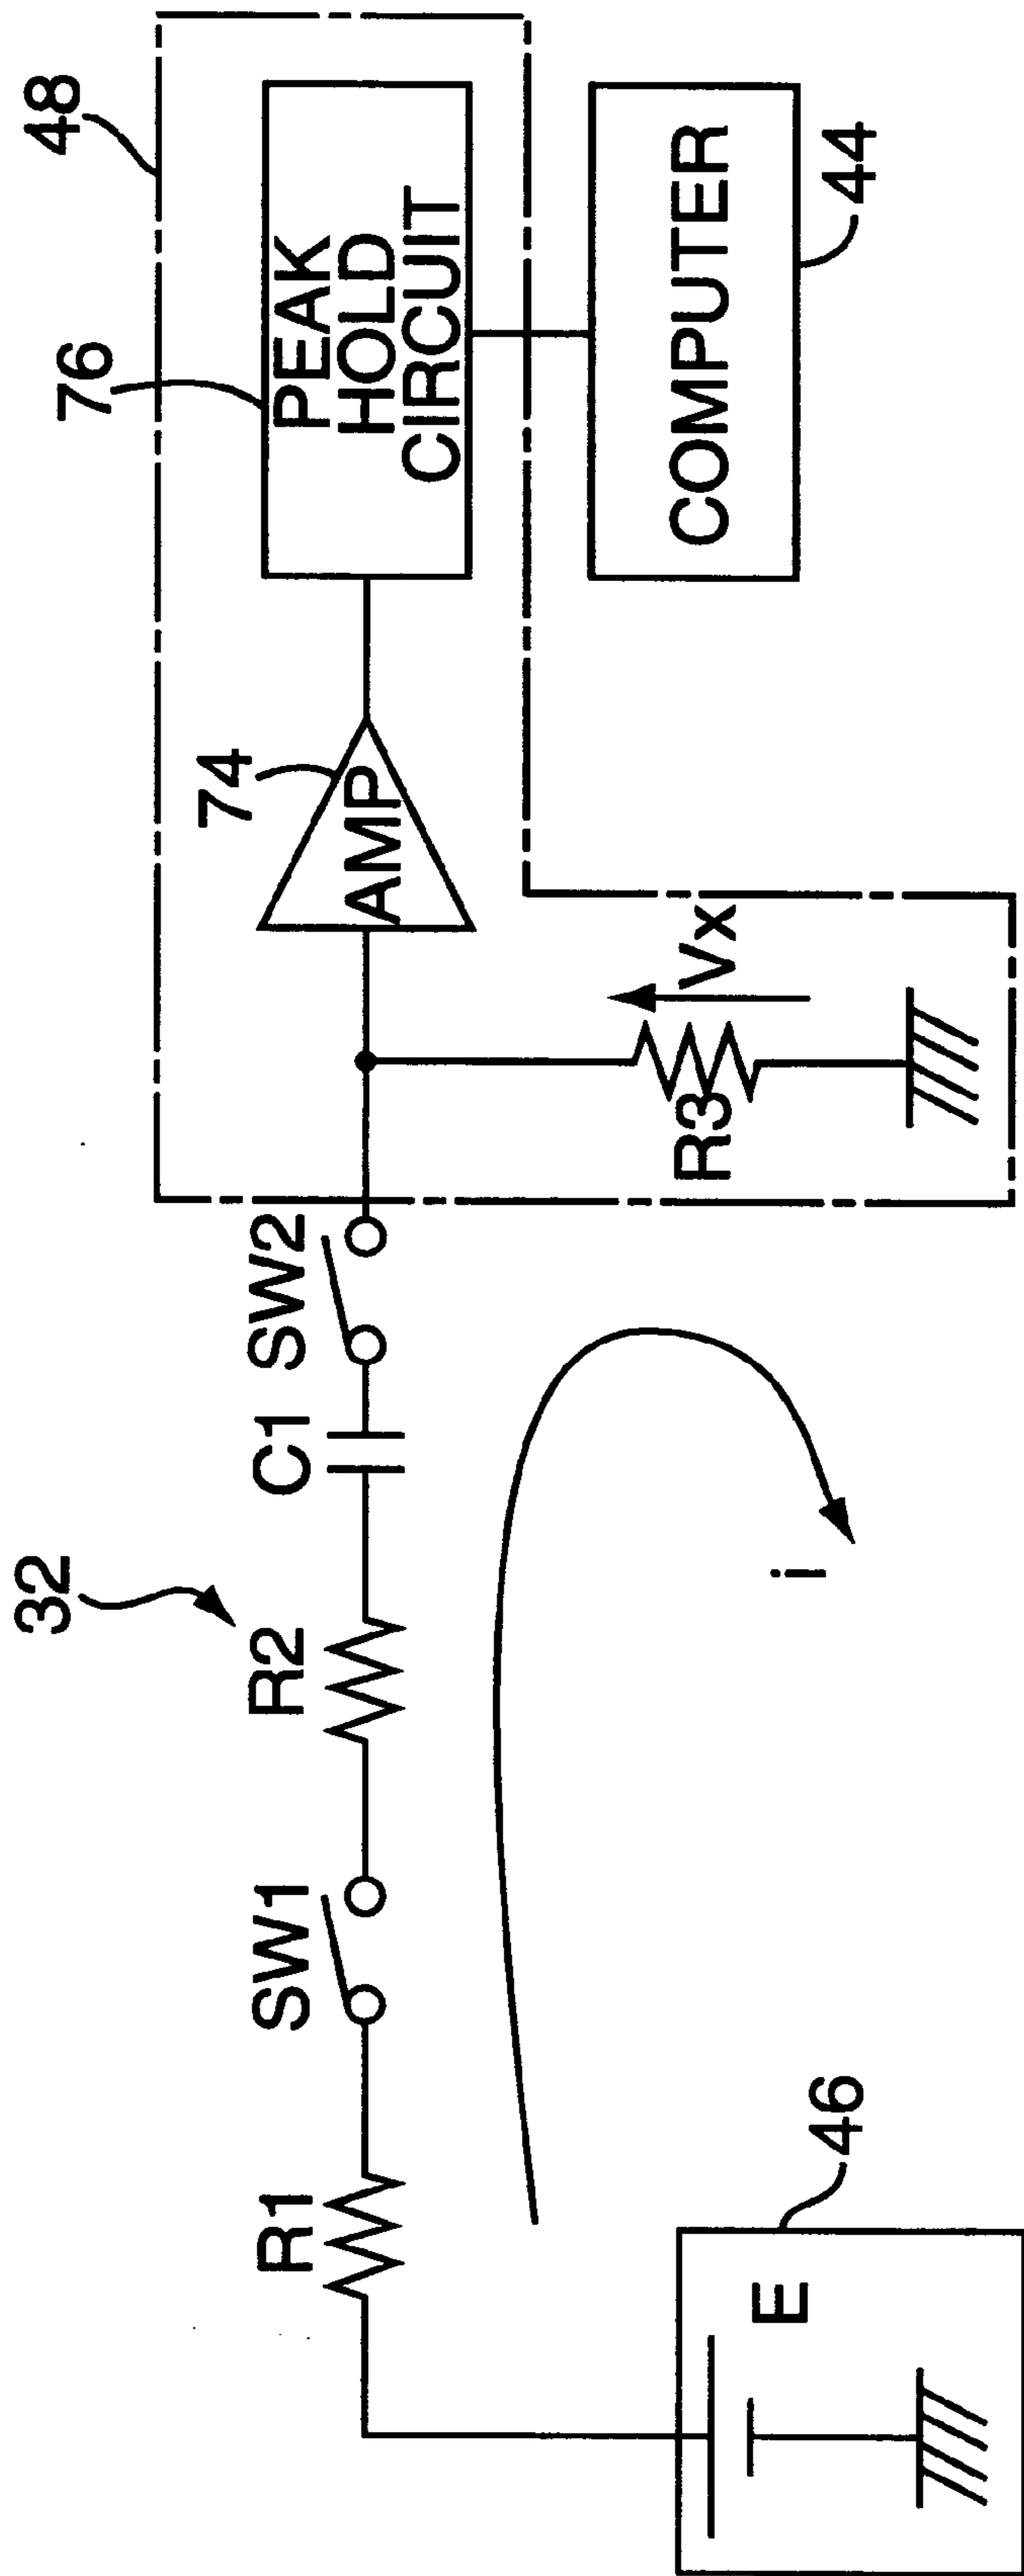 48
76
PEAK
HOLD
CIRCUIT
COMPUTER
44
74
AMP
Vx
R3
SW2
C1
32
R2
i
SW1
R1
46
E